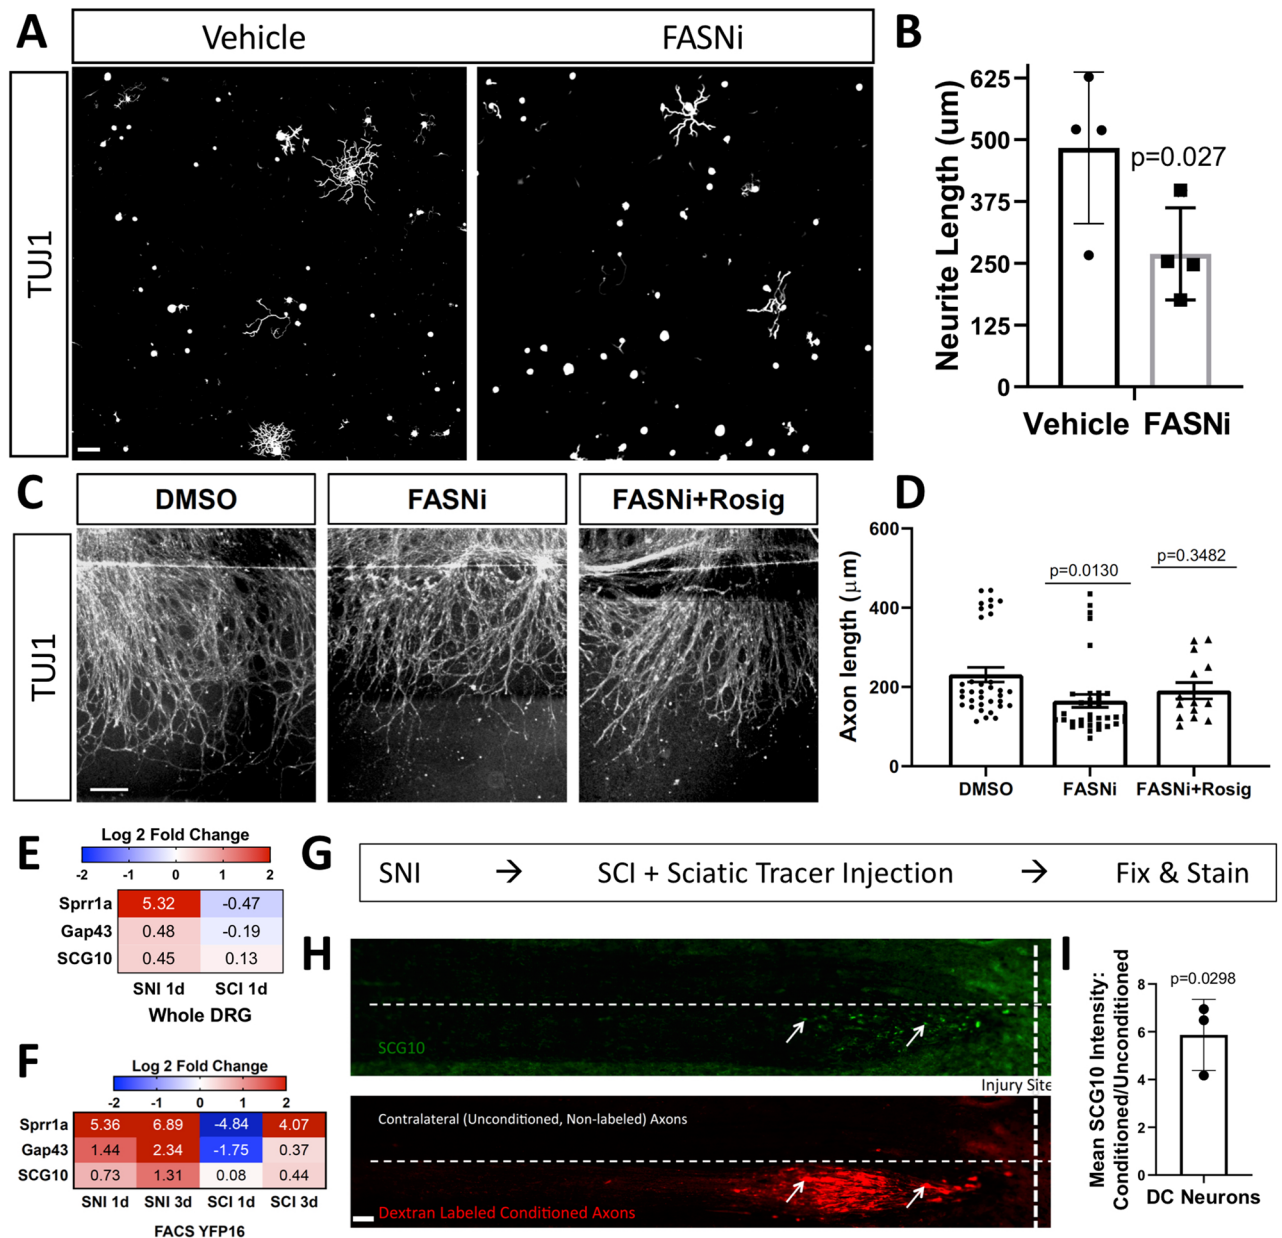 A
Vehicle FASNi
TUJ1
B
Neurite Length (um)
625
500
375
250
125
0
p=0.027
Vehicle FASNi
C
DMSO FASNi FASNi+Rosig
TUJ1
D
Axon length (μm)
600
400
200
0
p=0.0130
p=0.3482
DMSO FASNi FASNi+Rosig
E
Log 2 Fold Change
-2 -1 0 1 2
Sprr1a 5.32 -0.47
Gap43 0.48 -0.19
SCG10 0.45 0.13
SNI 1d SCI 1d
Whole DRG
F
Log 2 Fold Change
-2 -1 0 1 2
Sprr1a 5.36 6.89 -4.84 4.07
Gap43 1.44 2.34 -1.75 0.37
SCG10 0.73 1.31 0.08 0.44
SNI 1d SNI 3d SCI 1d SCI 3d
FACS YFP16
G
SNI → SCI + Sciatic Tracer Injection → Fix & Stain
H
SCG10
Injury Site
Contralateral (Unconditioned, Non-labeled) Axons
Dextran Labeled Conditioned Axons
I
Mean SCG10 Intensity:
Conditioned/Unconditioned
p=0.0298
8
6
4
2
0
DC Neurons